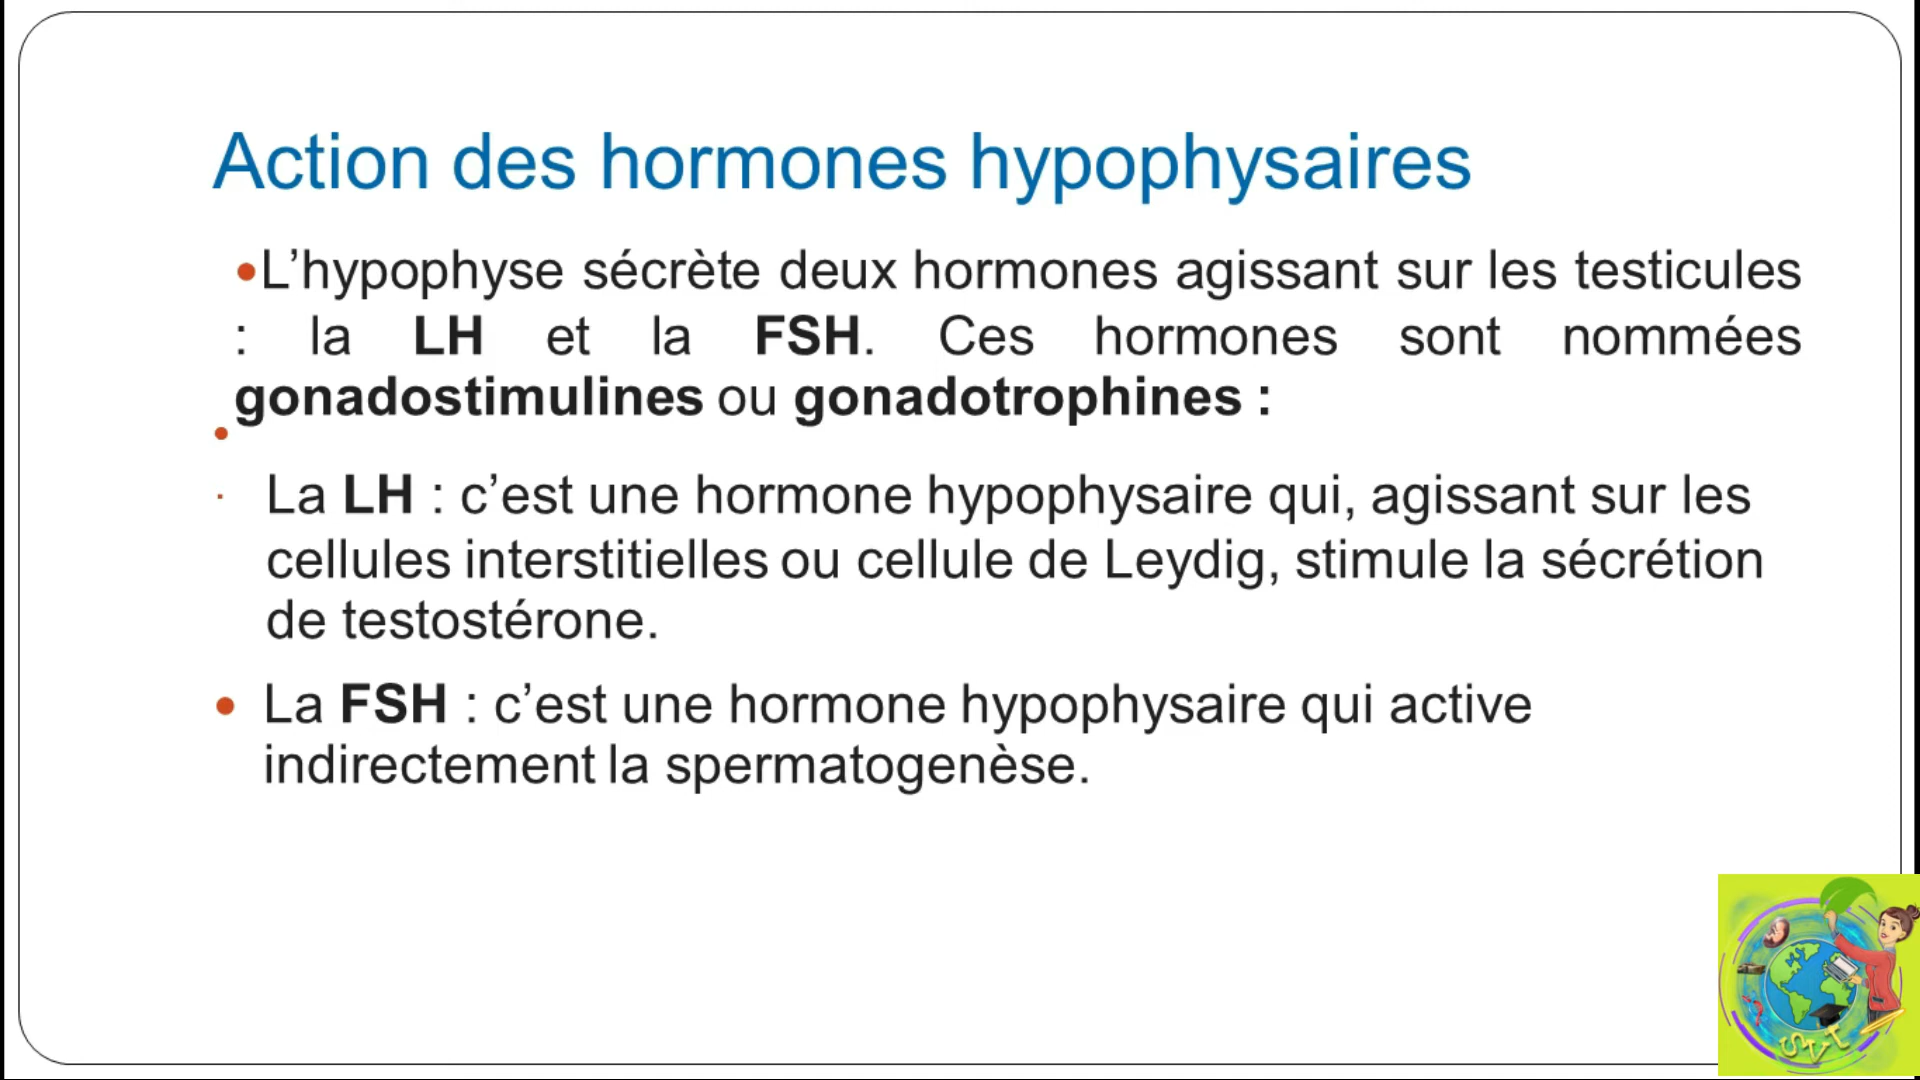 Action des hormones hypophysaires
•L’hypophyse sécrète deux hormones agissant sur les testicules
: la LH et la FSH. Ces hormones sont nommées
gonadostimulines ou gonadotrophines :
La LH : c’est une hormone hypophysaire qui, agissant sur les
cellules interstitielles ou cellule de Leydig, stimule la sécrétion
de testostérone.
• La FSH : c’est une hormone hypophysaire qui active
indirectement la spermatogenèse.
SVT